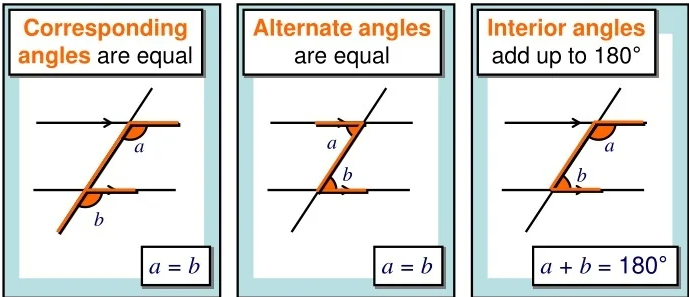 Corresponding
angles are equal
a
b
a = b
Alternate angles
are equal
a
b
a = b
Interior angles
add up to 180°
a
b
a + b = 180°